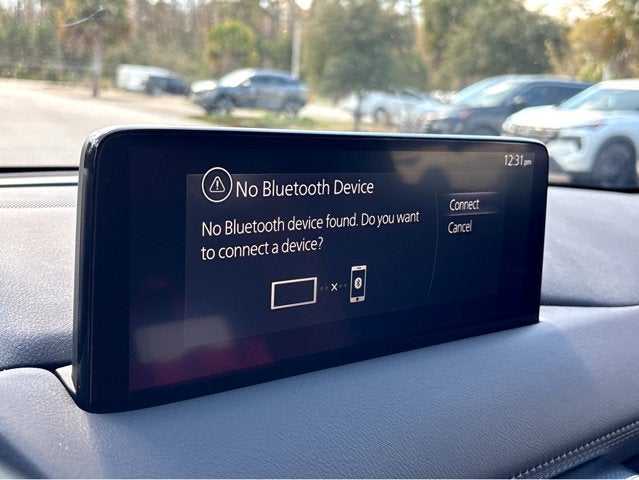 12:31pm
No Bluetooth Device
No Bluetooth device found. Do you want
to connect a device?
Connect
Cancel